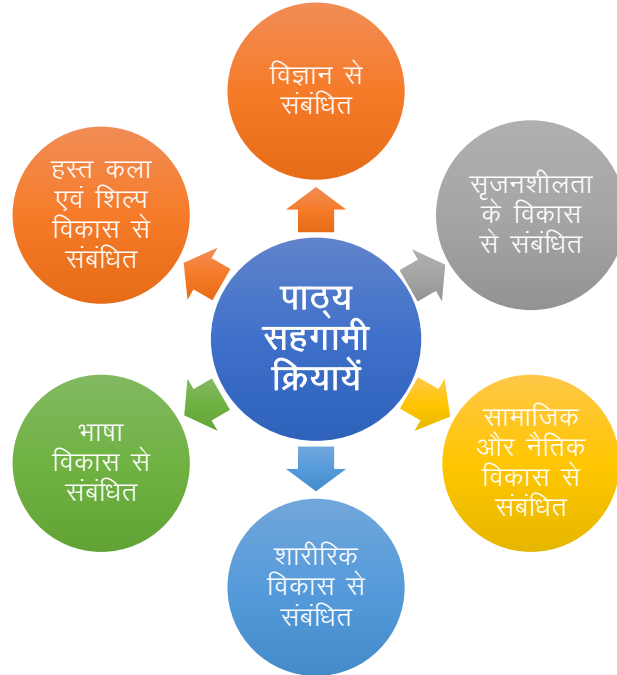 विज्ञान से
संबंधित
सृजनशीलता
के विकास
से संबंधित
सामाजिक
और नैतिक
विकास से
संबंधित
शारीरिक
विकास से
संबंधित
भाषा
विकास से
संबंधित
हस्त कला
एवं शिल्प
विकास से
संबंधित
पाठ्य
सहगामी
क्रियायें